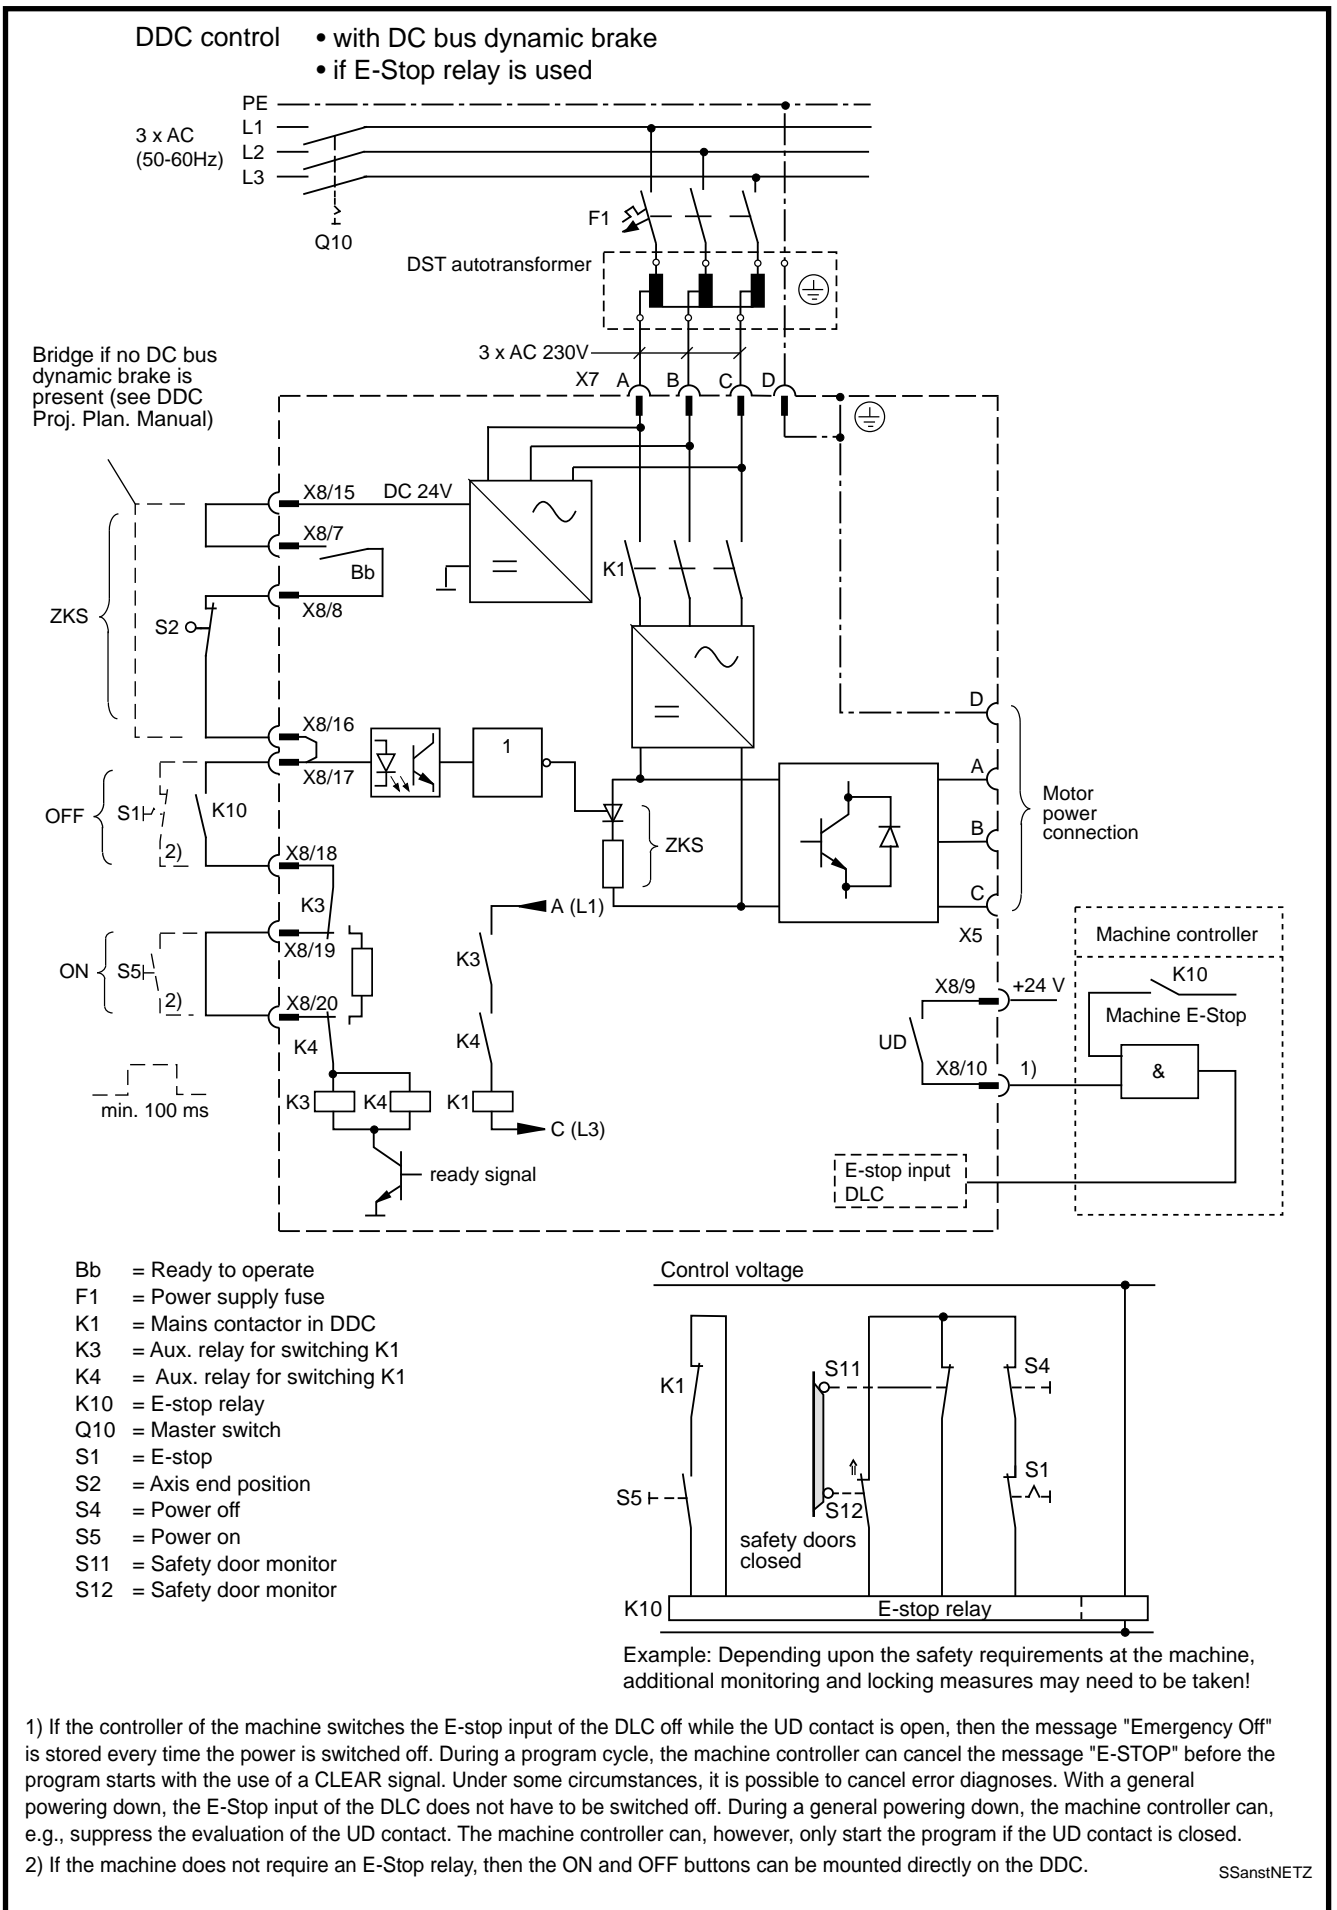 DDC control • with DC bus dynamic brake
• if E-Stop relay is used
PE
L1
L2
L3
3 x AC
(50-60Hz)
Q10
F1
DST autotransformer
3 x AC 230V
X7 A B C D
Bridge if no DC bus
dynamic brake is
present (see DDC
Proj. Plan. Manual)
X8/15 DC 24V
X8/7
Bb
X8/8
K1
ZKS
S2
D
X8/16
X8/17
1
A
OFF
S1
K10
2)
ZKS
B
Motor
power
connection
X8/18
K3
A (L1)
C
X5
Machine controller
X8/19
ON
S5
2)
K3
X8/9
+24 V
K10
Machine E-Stop
X8/20
K4
K4
UD
X8/10
1)
&
min. 100 ms
K3
K4
K1
C (L3)
ready signal
E-stop input
DLC
Bb = Ready to operate
F1 = Power supply fuse
K1 = Mains contactor in DDC
K3 = Aux. relay for switching K1
K4 = Aux. relay for switching K1
K10 = E-stop relay
Q10 = Master switch
S1 = E-stop
S2 = Axis end position
S4 = Power off
S5 = Power on
S11 = Safety door monitor
S12 = Safety door monitor
Control voltage
K1
S11
S4
S5
S12
S1
safety doors
closed
K10
E-stop relay
Example: Depending upon the safety requirements at the machine,
additional monitoring and locking measures may need to be taken!
1) If the controller of the machine switches the E-stop input of the DLC off while the UD contact is open, then the message "Emergency Off"
is stored every time the power is switched off. During a program cycle, the machine controller can cancel the message "E-STOP" before the
program starts with the use of a CLEAR signal. Under some circumstances, it is possible to cancel error diagnoses. With a general
powering down, the E-Stop input of the DLC does not have to be switched off. During a general powering down, the machine controller can,
e.g., suppress the evaluation of the UD contact. The machine controller can, however, only start the program if the UD contact is closed.
2) If the machine does not require an E-Stop relay, then the ON and OFF buttons can be mounted directly on the DDC.
SSanstNETZ